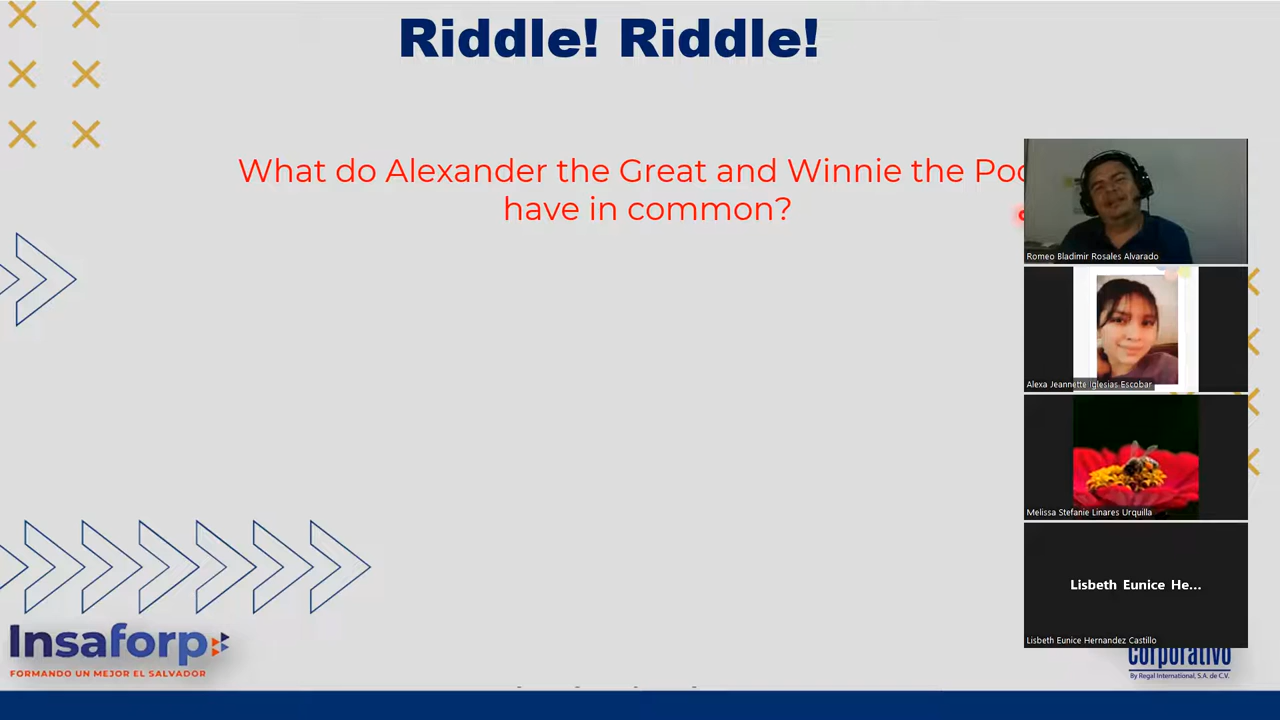 Riddle! Riddle!
What do Alexander the Great and Winnie the Poo
have in common?
Romeo Bladimir Rosales Alvarado
Alexa Jeannette Iglesias Escobar
Melissa Stefanie Linares Urquilla
Lisbeth Eunice He...
Lisbeth Eunice Hernandez Castillo
Insaforp
FORMANDO UN MEJOR EL SALVADOR
Corporativo
By Regal International, S.A. de C.V.